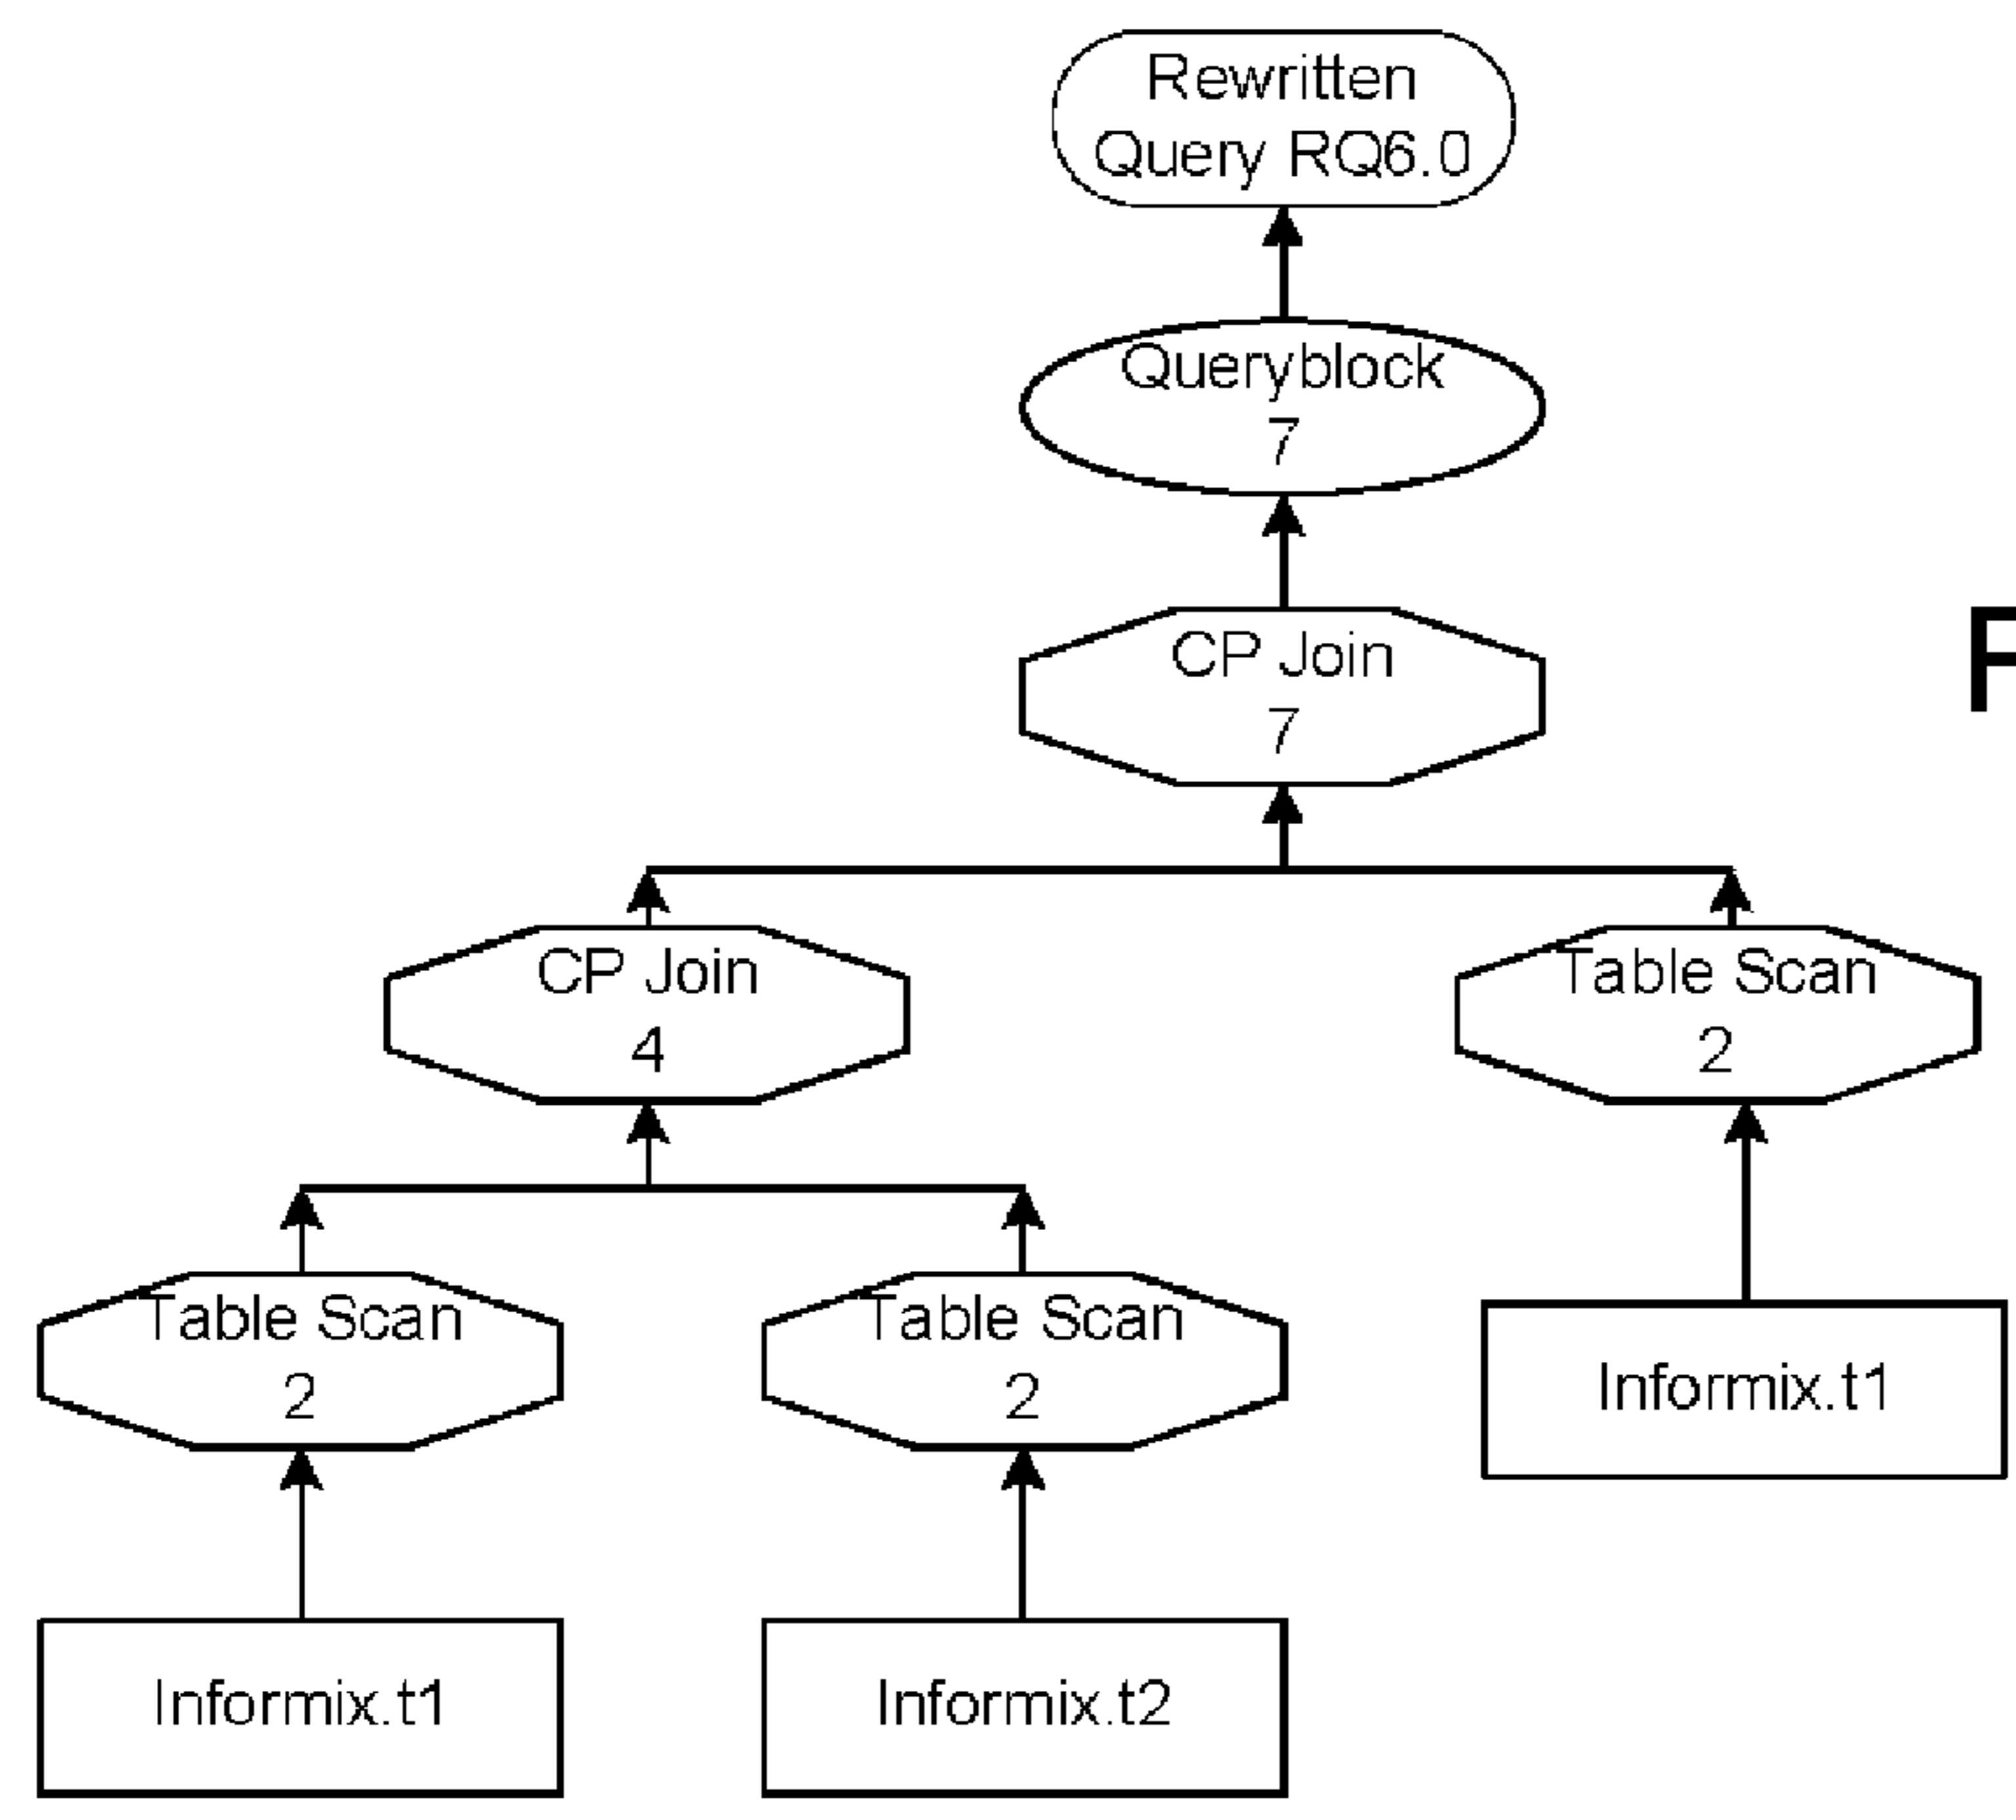 Rewritten
Query RQ6.0
Queryblock
7
CP Join
7
F
CP Join
4
Table Scan
2
Table Scan
2
Table Scan
2
Informix.t1
Informix.t1
Informix.t2